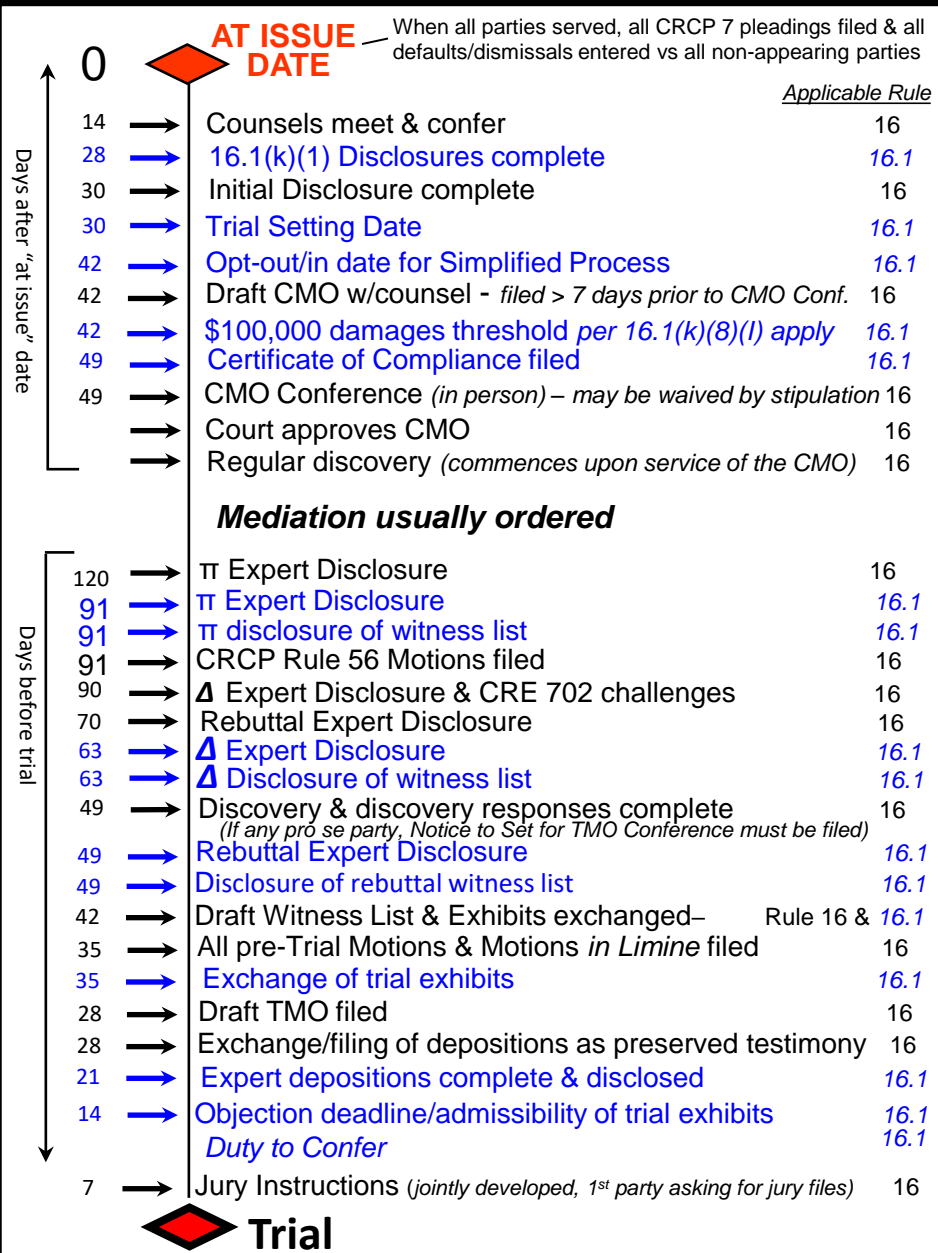 0
AT ISSUE DATE
When all parties served, all CRCP 7 pleadings filed & all
defaults/dismissals entered vs all non-appearing parties
Applicable Rule
Days after "at issue" date
14 Counsels meet & confer 16
28 16.1(k)(1) Disclosures complete 16.1
30 Initial Disclosure complete 16
30 Trial Setting Date 16.1
42 Opt-out/in date for Simplified Process 16.1
42 Draft CMO w/counsel - filed > 7 days prior to CMO Conf. 16
42 $100,000 damages threshold per 16.1(k)(8)(I) apply 16.1
49 Certificate of Compliance filed 16.1
49 CMO Conference (in person) – may be waived by stipulation 16
Court approves CMO 16
Regular discovery (commences upon service of the CMO) 16
Mediation usually ordered
Days before trial
120 π Expert Disclosure 16
91 π Expert Disclosure 16.1
91 π disclosure of witness list 16.1
91 CRCP Rule 56 Motions filed 16
90 Δ Expert Disclosure & CRE 702 challenges 16
70 Rebuttal Expert Disclosure 16
63 Δ Expert Disclosure 16.1
63 Δ Disclosure of witness list 16.1
49 Discovery & discovery responses complete 16
(If any pro se party, Notice to Set for TMO Conference must be filed)
49 Rebuttal Expert Disclosure 16.1
49 Disclosure of rebuttal witness list 16.1
42 Draft Witness List & Exhibits exchanged– Rule 16 & 16.1
35 All pre-Trial Motions & Motions in Limine filed 16
35 Exchange of trial exhibits 16.1
28 Draft TMO filed 16
28 Exchange/filing of depositions as preserved testimony 16
21 Expert depositions complete & disclosed 16.1
14 Objection deadline/admissibility of trial exhibits 16.1
Duty to Confer 16.1
7 Jury Instructions (jointly developed, 1st party asking for jury files) 16
Trial